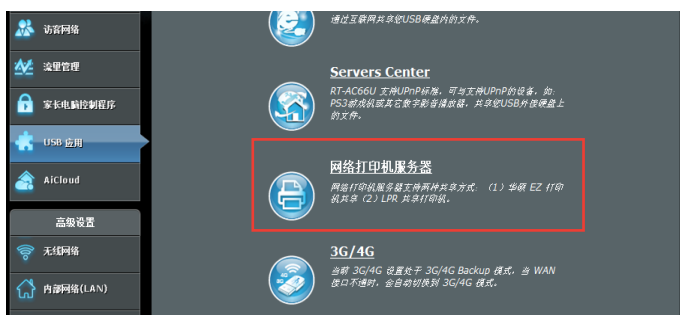 访客网络
流量管理
家长电脑控制程序
USB 应用
AiCloud
高级设置
无线网络
内部网络(LAN)
通过互联网共享您USB硬盘内的文件。
Servers Center
RT-AC66U 支持UPnP标准，可与支持UPnP的设备，如:
PS3游戏机或其它数字影音播放器，共享您USB外接硬盘上
的文件。
网络打印机服务器
网络打印机服务器支持两种共享方式: （1）华硕 EZ 打印
机共享（2）LPR 共享打印机。
3G/4G
当前 3G/4G 设置处于 3G/4G Backup 模式，当 WAN
接口不通时，会自动切换到 3G/4G 模式。